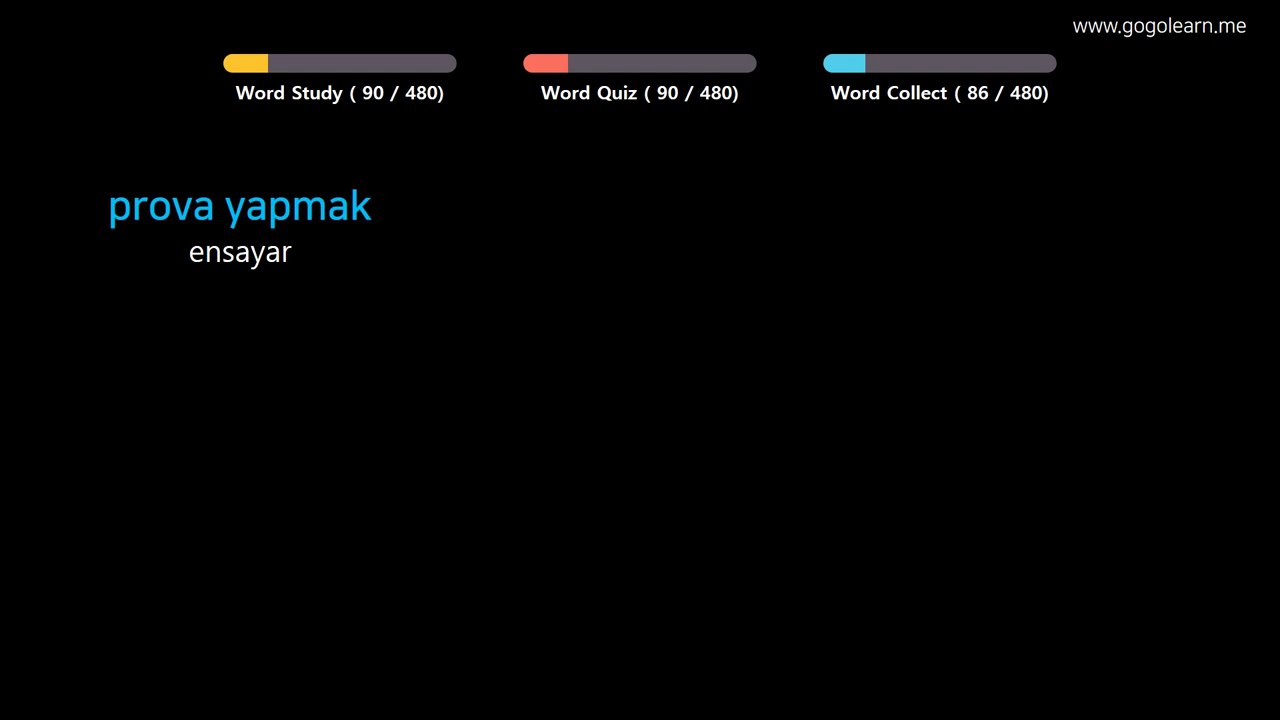 www.gogolearn.me
Word Study ( 90 / 480)
Word Quiz ( 90 / 480)
Word Collect ( 86 / 480)
prova yapmak
ensayar